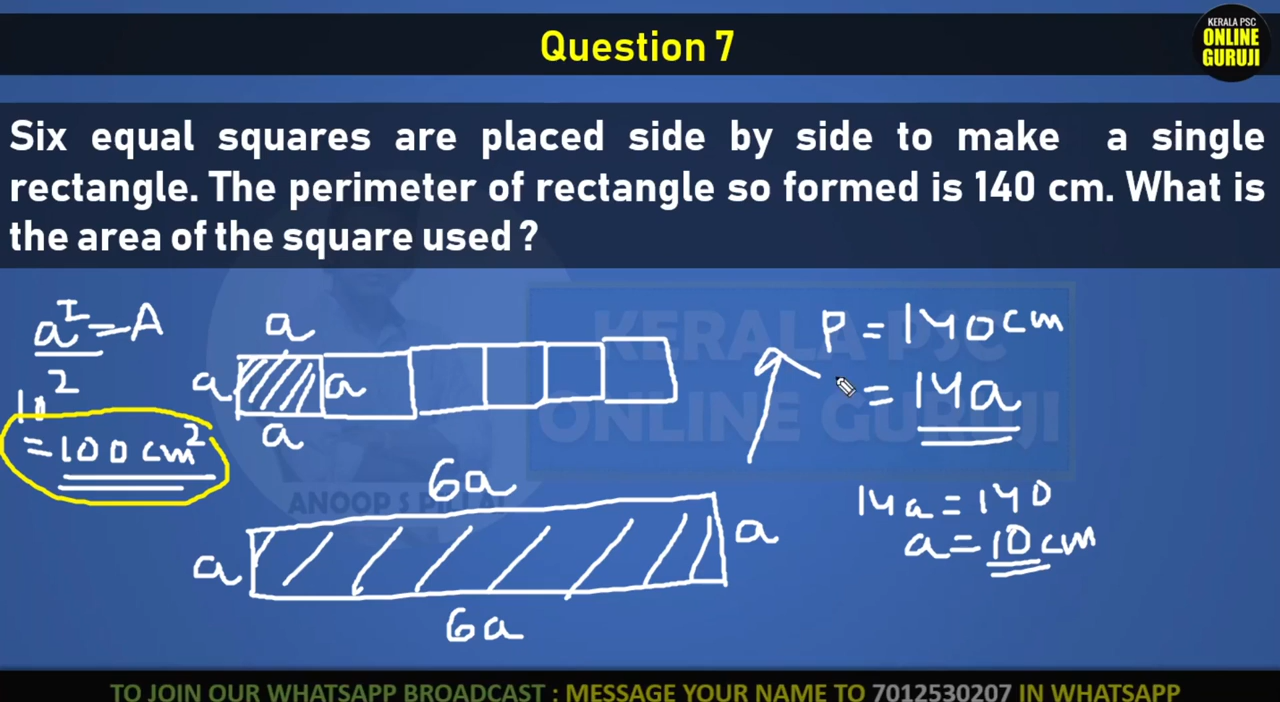 KERALA PSC
ONLINE
GURUJI
Question 7
Six equal squares are placed side by side to make a single
rectangle. The perimeter of rectangle so formed is 140 cm. What is
the area of the square used ?
a² = A
10²
= 100 cm²
a
a
a
a
6a
a
a
6a
P = 140 cm
= 14a
14a = 140
a = 10 cm
KERALA PSC
ONLINE GURUJI
ANOOP S PILLAI
TO JOIN OUR WHATSAPP BROADCAST : MESSAGE YOUR NAME TO 7012530207 IN WHATSAPP